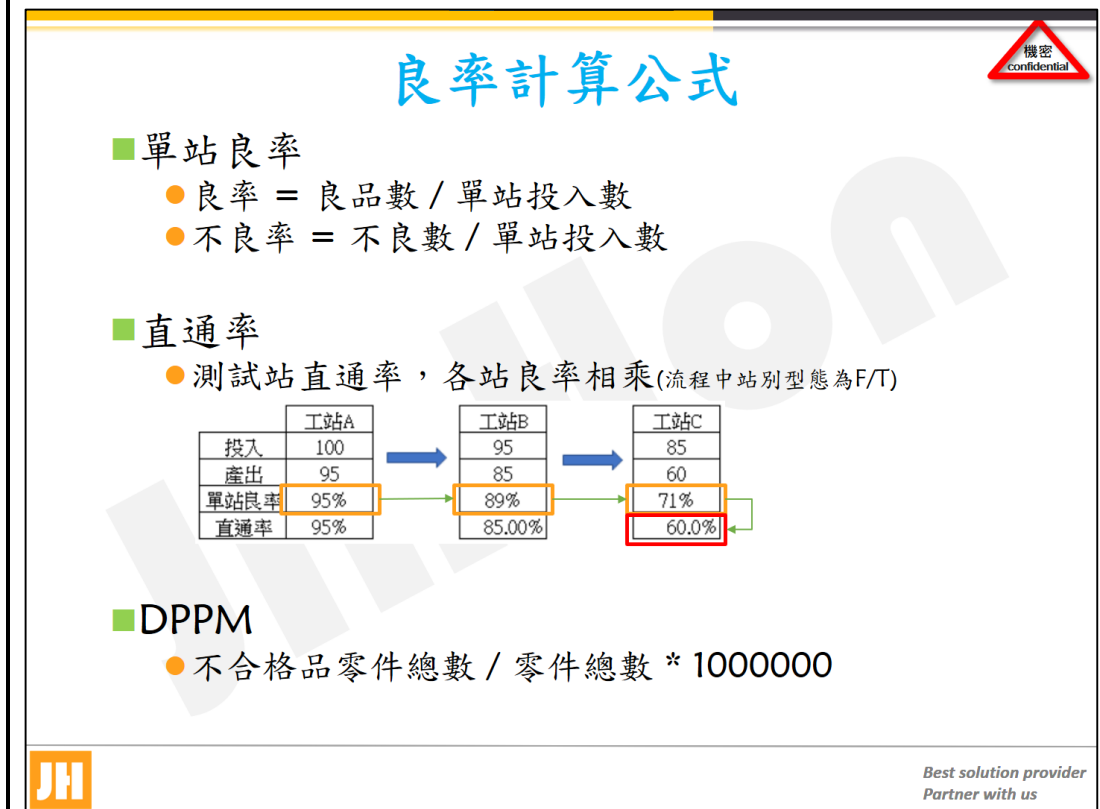 機密
confidential
良率計算公式
單站良率
良率 = 良品數 / 單站投入數
不良率 = 不良數 / 單站投入數
直通率
測試站直通率，各站良率相乘(流程中站別型態為F/T)
工站A 工站B 工站C
投入 100 95 85
產出 95 85 60
單站良率 95% 89% 71%
直通率 95% 85.00% 60.0%
DPPM
不合格品零件總數 / 零件總數 * 1000000
JH
Best solution provider
Partner with us